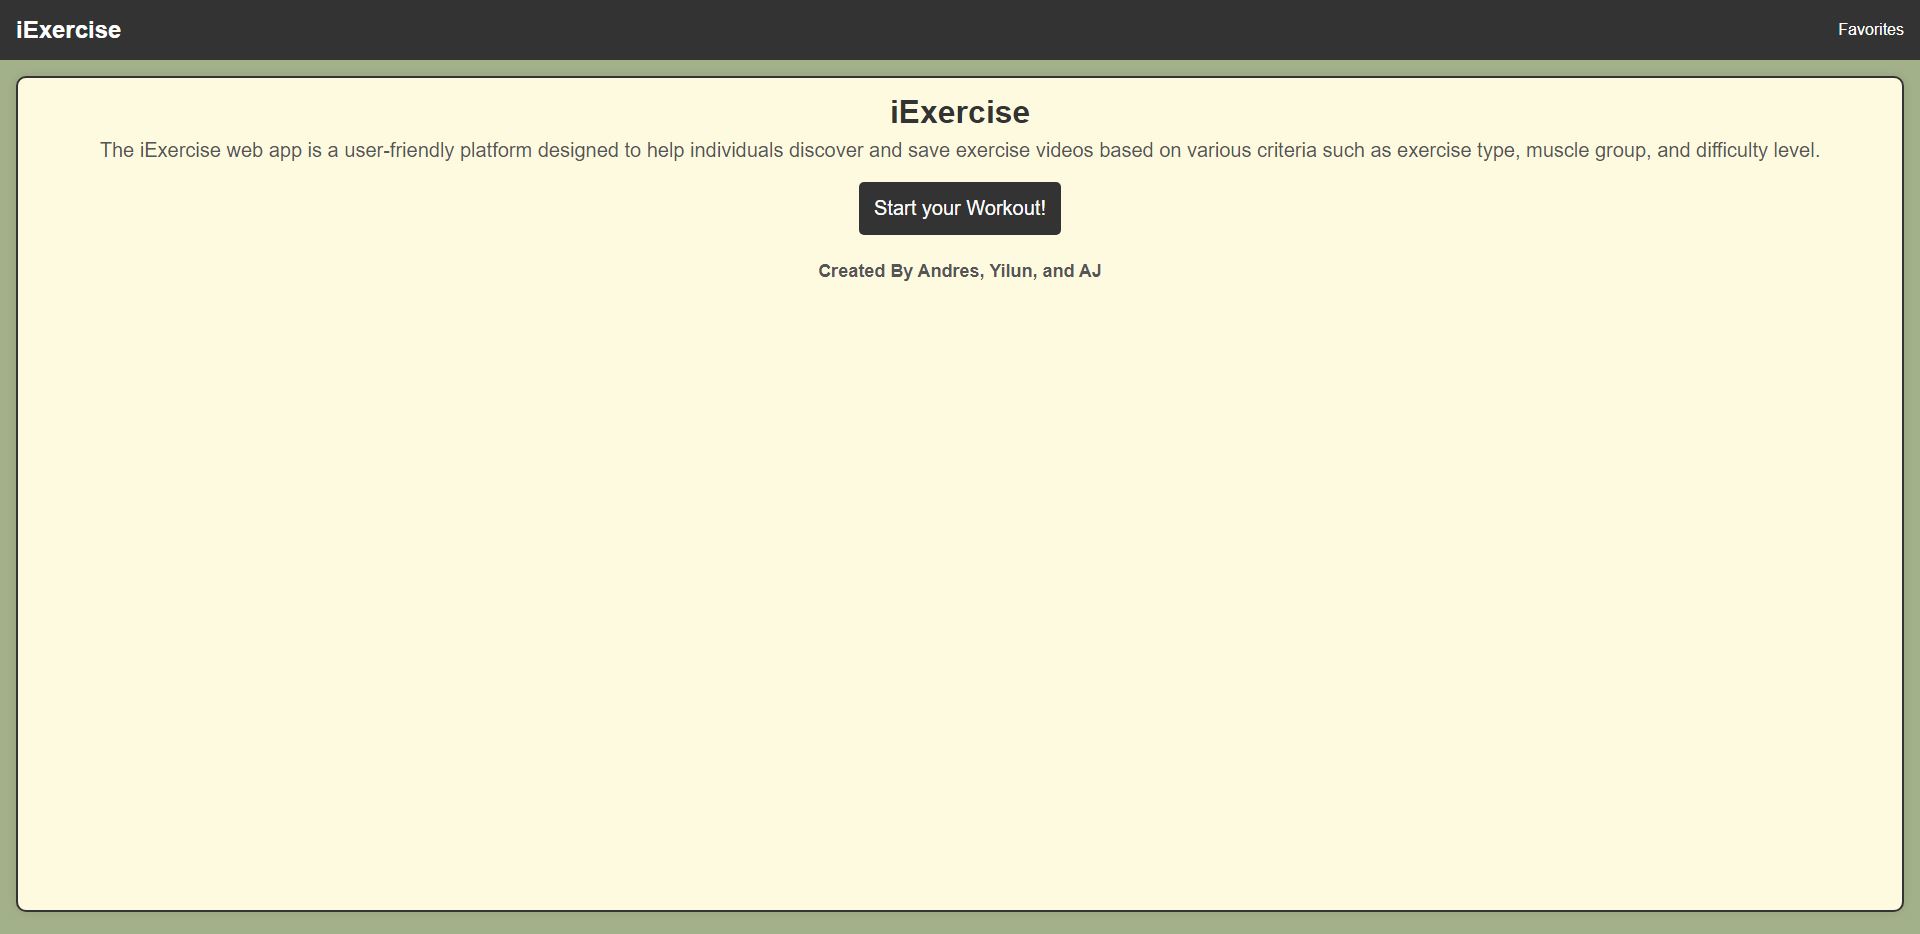 iExercise
Favorites
iExercise
The iExercise web app is a user-friendly platform designed to help individuals discover and save exercise videos based on various criteria such as exercise type, muscle group, and difficulty level.
Start your Workout!
Created By Andres, Yilun, and AJ